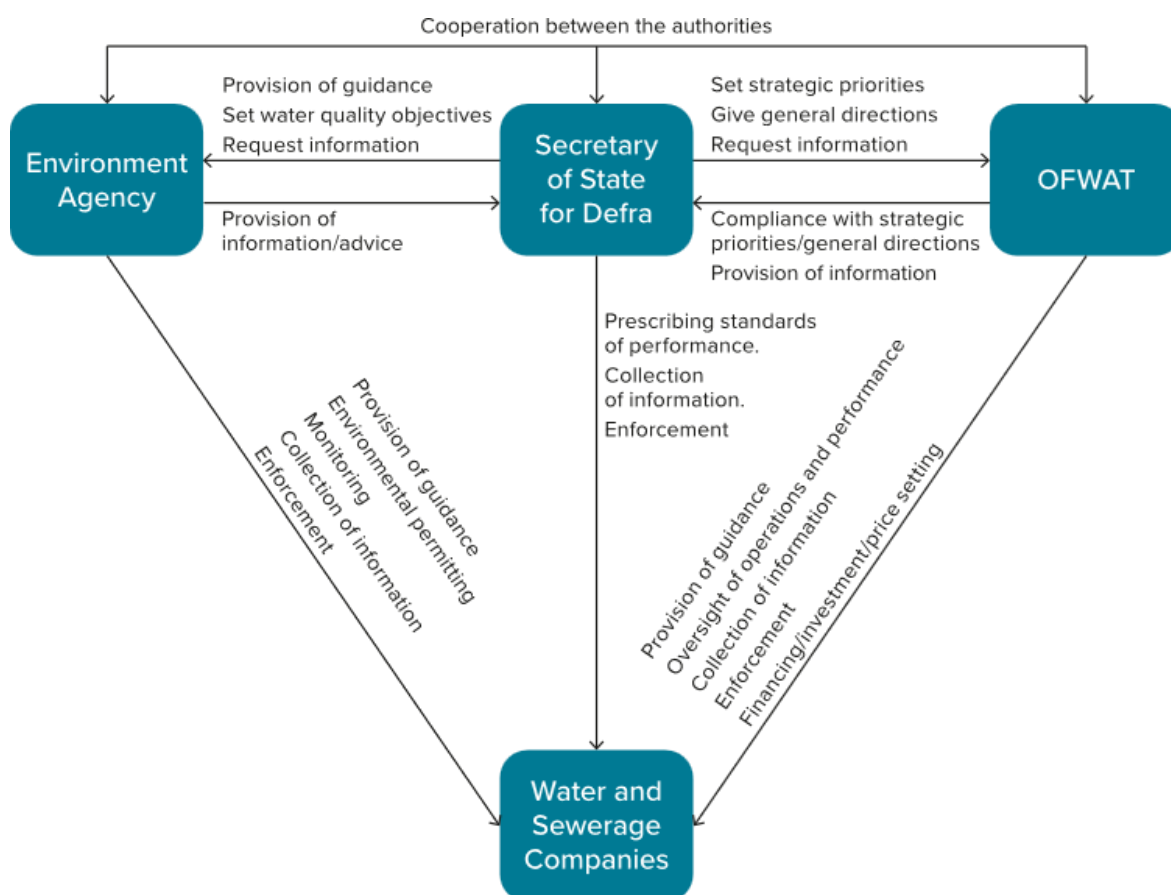 Cooperation between the authorities
Provision of guidance
Set water quality objectives
Request information
Set strategic priorities
Give general directions
Request information
Environment
Agency
Secretary
of State
for Defra
OFWAT
Provision of
information/advice
Compliance with strategic
priorities/general directions
Provision of information
Prescribing standards
of performance.
Collection
of information.
Enforcement
Provision of guidance
Environmental permitting
Monitoring
Collection of information
Enforcement
Provision of guidance
Oversight of operations and performance
Collection of information
Enforcement
Financing/investment/price setting
Water and
Sewerage
Companies